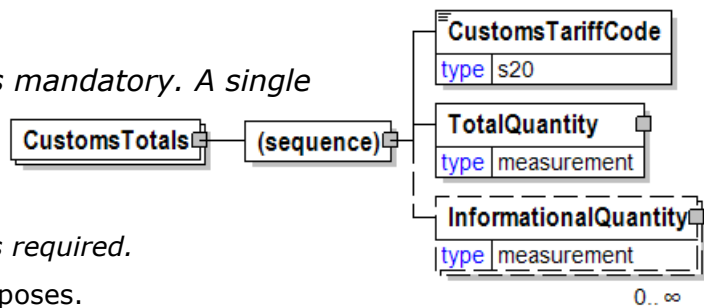 CustomsTariffCode
type s20
s mandatory. A single
TotalQuantity
type measurement
CustomsTotals
(sequence)
InformationalQuantity
type measurement
s required.
poses.
0.. ∞